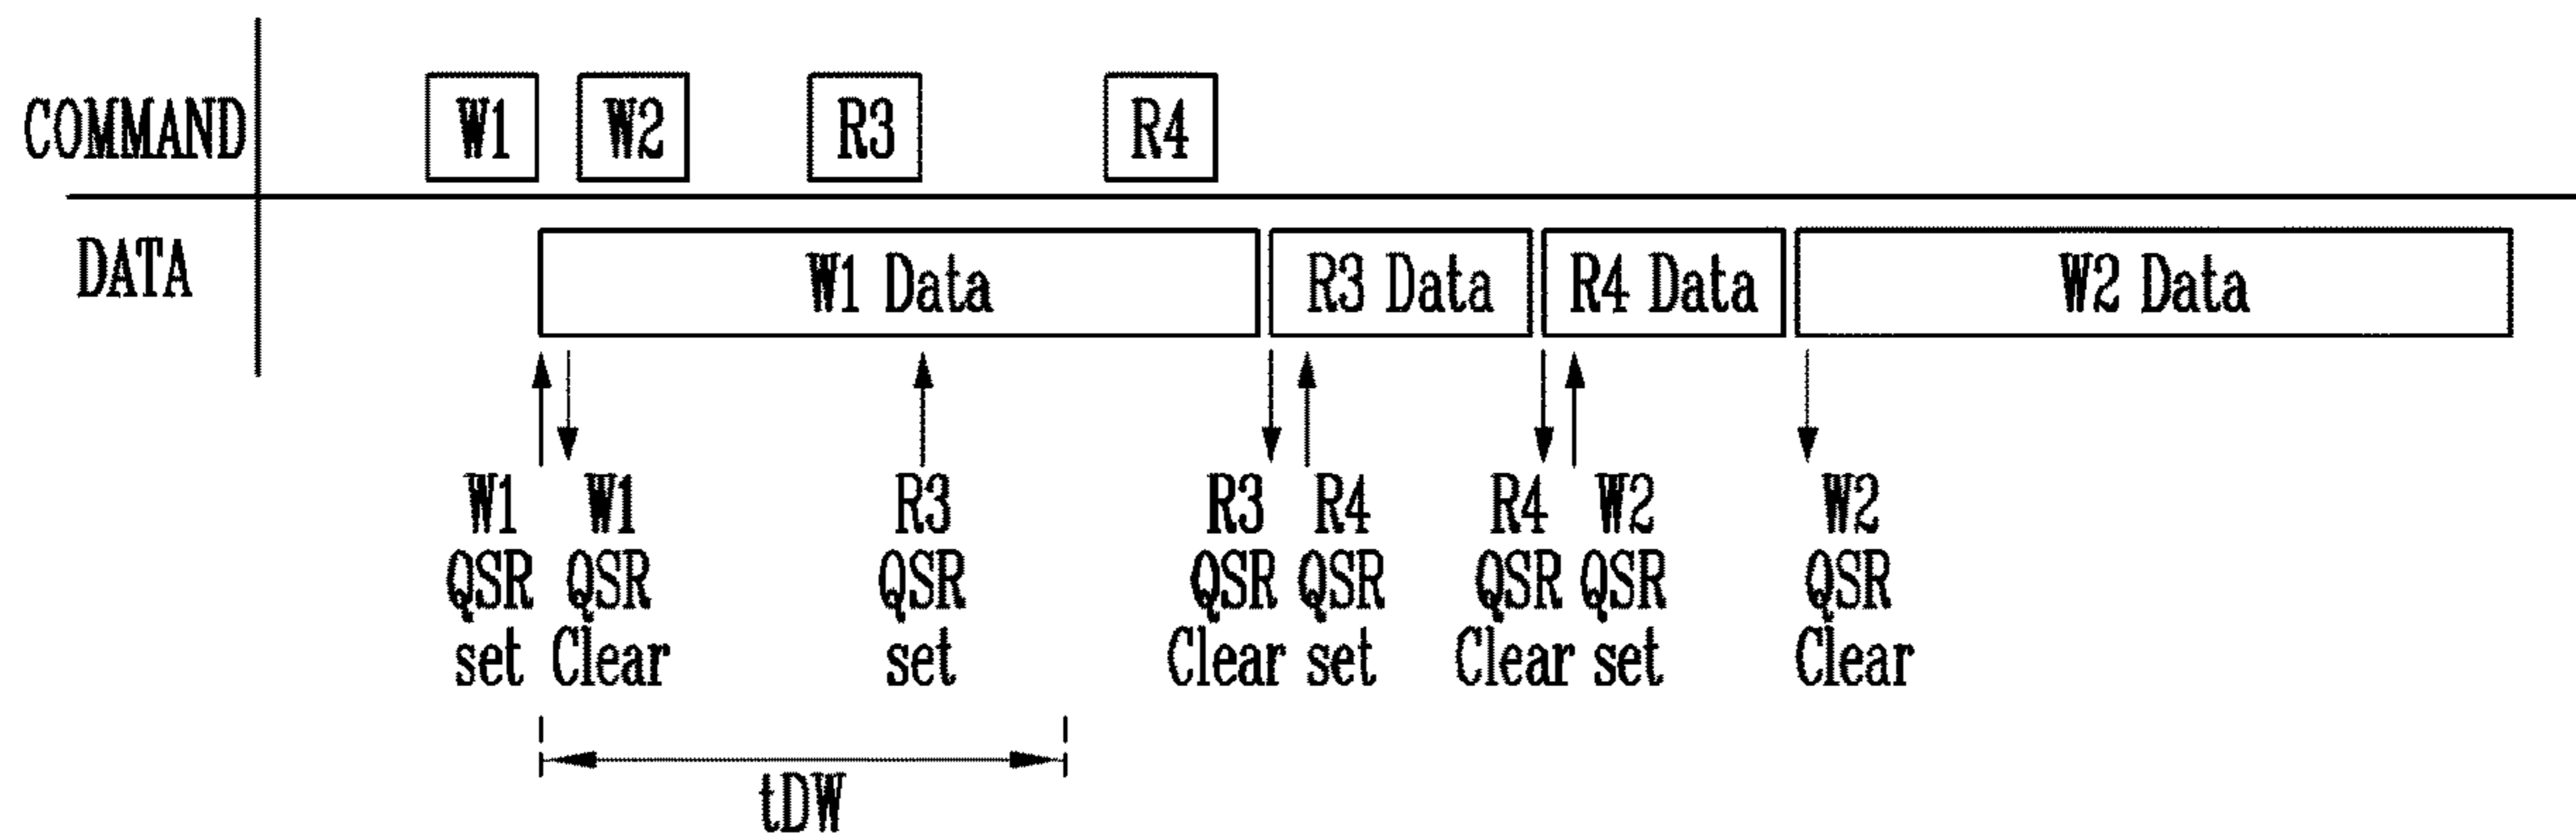 COMMAND W1 W2 R3 R4
DATA W1 Data R3 Data R4 Data W2 Data
W1 W1 R3 R3 R4 R4 W2 W2
QSR QSR QSR QSR QSR QSR QSR QSR
set Clear set Clear set Clear set Clear
tDW